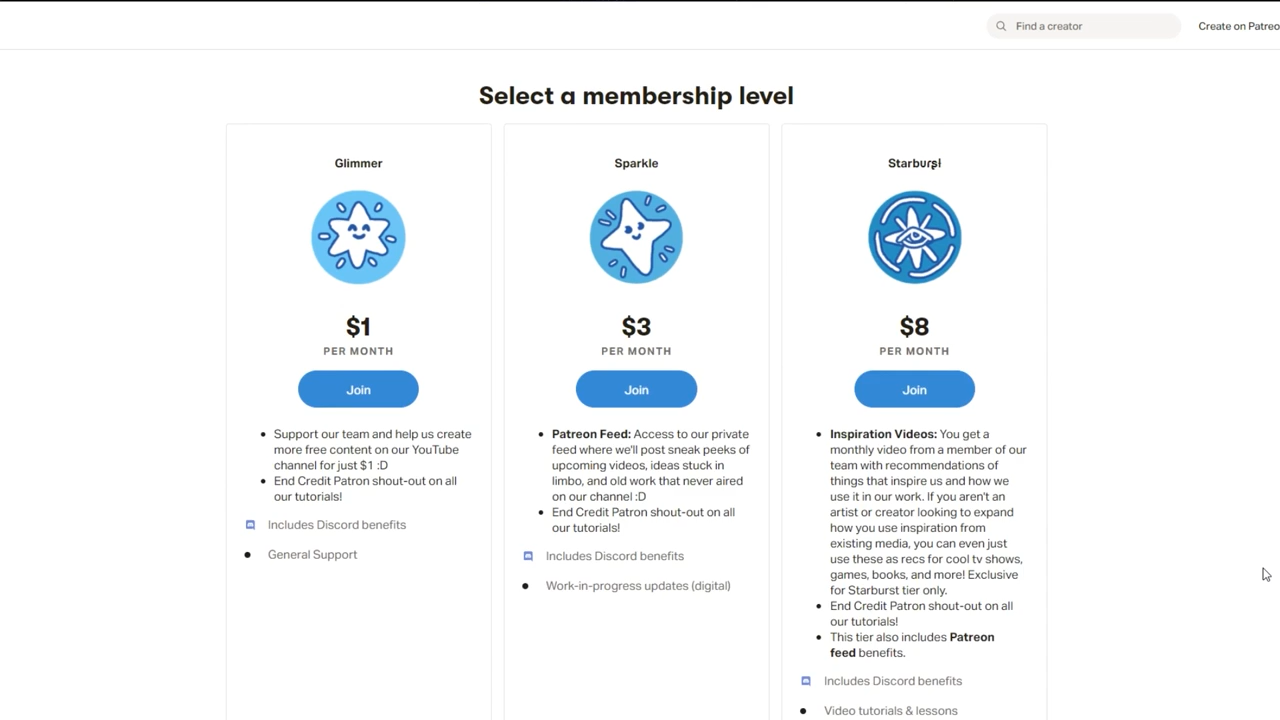 Find a creator
Create on Patreo
Select a membership level
Glimmer
$1
PER MONTH
Join
Support our team and help us create
more free content on our YouTube
channel for just $1 :D
End Credit Patron shout-out on all
our tutorials!
Includes Discord benefits
General Support
Sparkle
$3
PER MONTH
Join
Patreon Feed: Access to our private
feed where we'll post sneak peeks of
upcoming videos, ideas stuck in
limbo, and old work that never aired
on our channel :D
End Credit Patron shout-out on all
our tutorials!
Includes Discord benefits
Work-in-progress updates (digital)
Starburst
$8
PER MONTH
Join
Inspiration Videos: You get a
monthly video from a member of our
team with recommendations of
things that inspire us and how we
use it in our work. If you aren't an
artist or creator looking to expand
how you use inspiration from
existing media, you can even just
use these as recs for cool tv shows,
games, books, and more! Exclusive
for Starburst tier only.
End Credit Patron shout-out on all
our tutorials!
This tier also includes Patreon
feed benefits.
Includes Discord benefits
Video tutorials & lessons